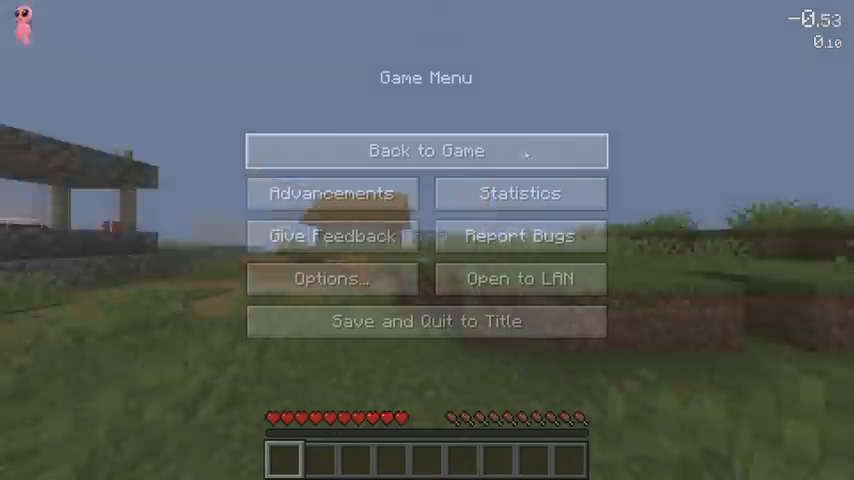 -0.53
0.10
Game Menu
Back to Game
Advancements
Statistics
Give Feedback
Report Bugs
Options...
Open to LAN
Save and Quit to Title